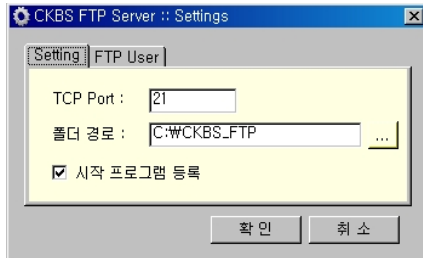 CKBS FTP Server :: Settings
Setting FTP User
TCP Port : 21
폴더 경로 : C:₩CKBS_FTP ...
시작 프로그램 등록
확 인 취 소